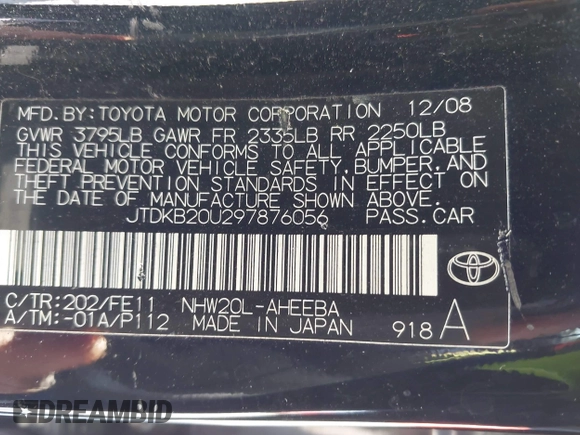 MFD.BY:TOYOTA MOTOR CORPORATION 12/08
GVWR 3795LB GAWR FR 2335LB RR 2250LB
THIS VEHICLE CONFORMS TO ALL APPLICABLE
FEDERAL MOTOR VEHICLE SAFETY,BUMPER,AND
THEFT PREVENTION STANDARDS IN EFFECT ON
THE DATE OF MANUFACTURE SHOWN ABOVE.
JTDKB20U297876056 PASS.CAR
C/TR:202/FE11 NHW20L-AHEEBA
A/TM:-01A/P112 MADE IN JAPAN 918 A
DREAMBID